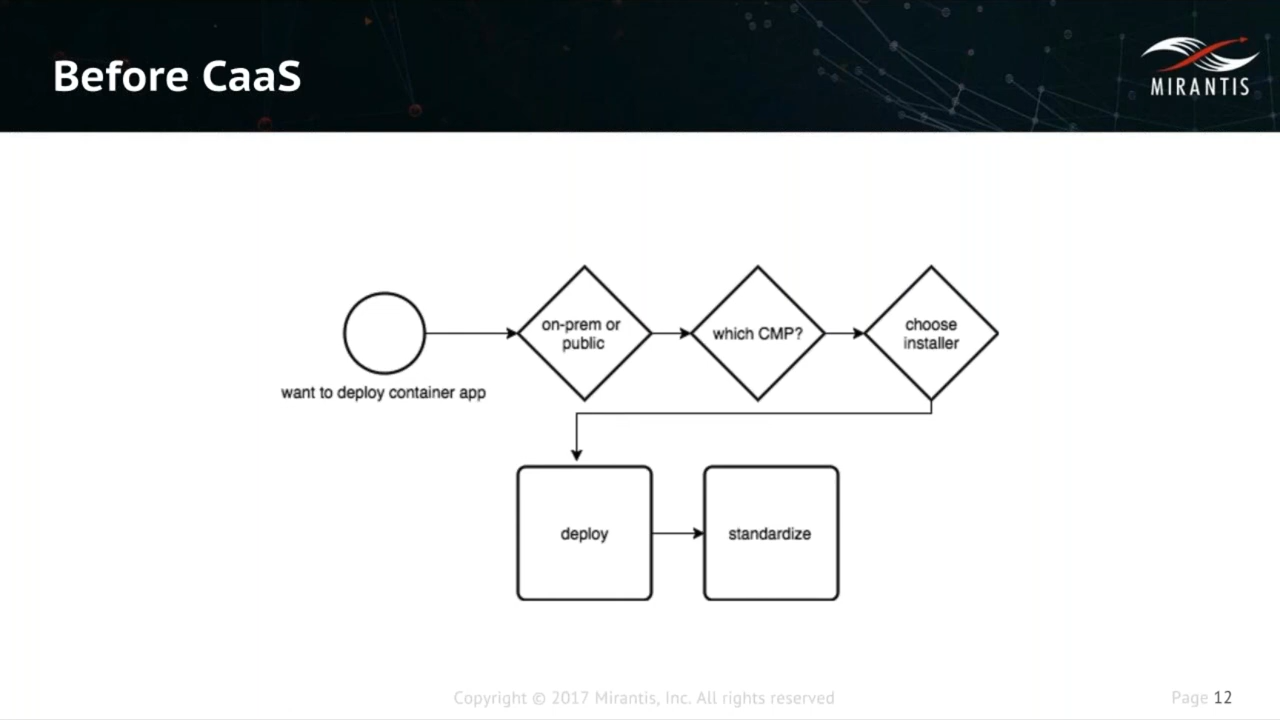 Before CaaS
MIRANTIS
on-prem or
public
which CMP?
choose
installer
want to deploy container app
deploy
standardize
Copyright © 2017 Mirantis, Inc. All rights reserved
Page 12